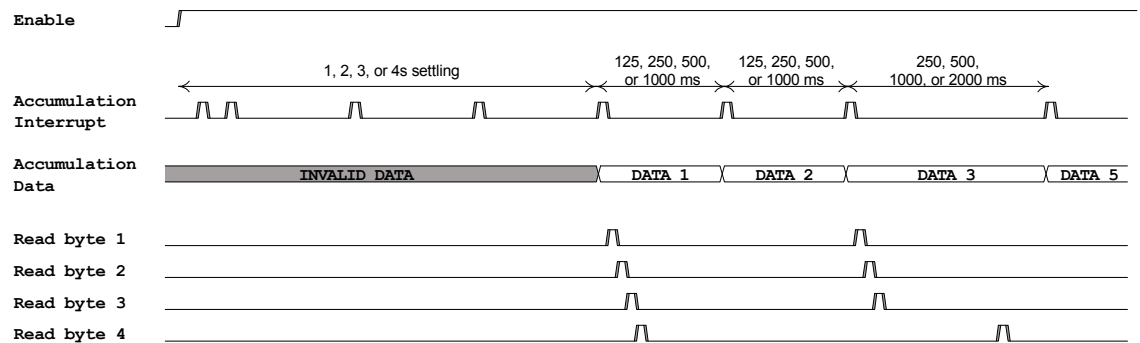 Enable
1, 2, 3, or 4s settling
125, 250, 500,
or 1000 ms
125, 250, 500,
or 1000 ms
250, 500,
1000, or 2000 ms
Accumulation
Interrupt
Accumulation
Data
INVALID DATA
DATA 1
DATA 2
DATA 3
DATA 5
Read byte 1
Read byte 2
Read byte 3
Read byte 4